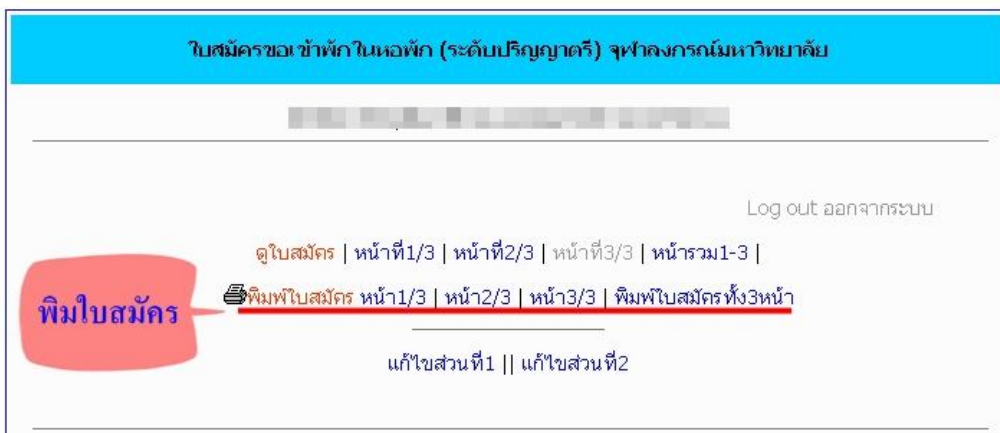 ใบสมัครขอเข้าพักในหอพัก (ระดับปริญญาตรี) จุฬาลงกรณ์มหาวิทยาลัย
Log out ออกจากระบบ
ดูใบสมัคร | หน้าที่1/3 | หน้าที่2/3 | หน้าที่3/3 | หน้ารวม1-3 |
พิมพ์ใบสมัคร หน้า1/3 | หน้า2/3 | หน้า3/3 | พิมพ์ใบสมัครทั้ง3หน้า
พิมใบสมัคร
แก้ไขส่วนที่1 || แก้ไขส่วนที่2